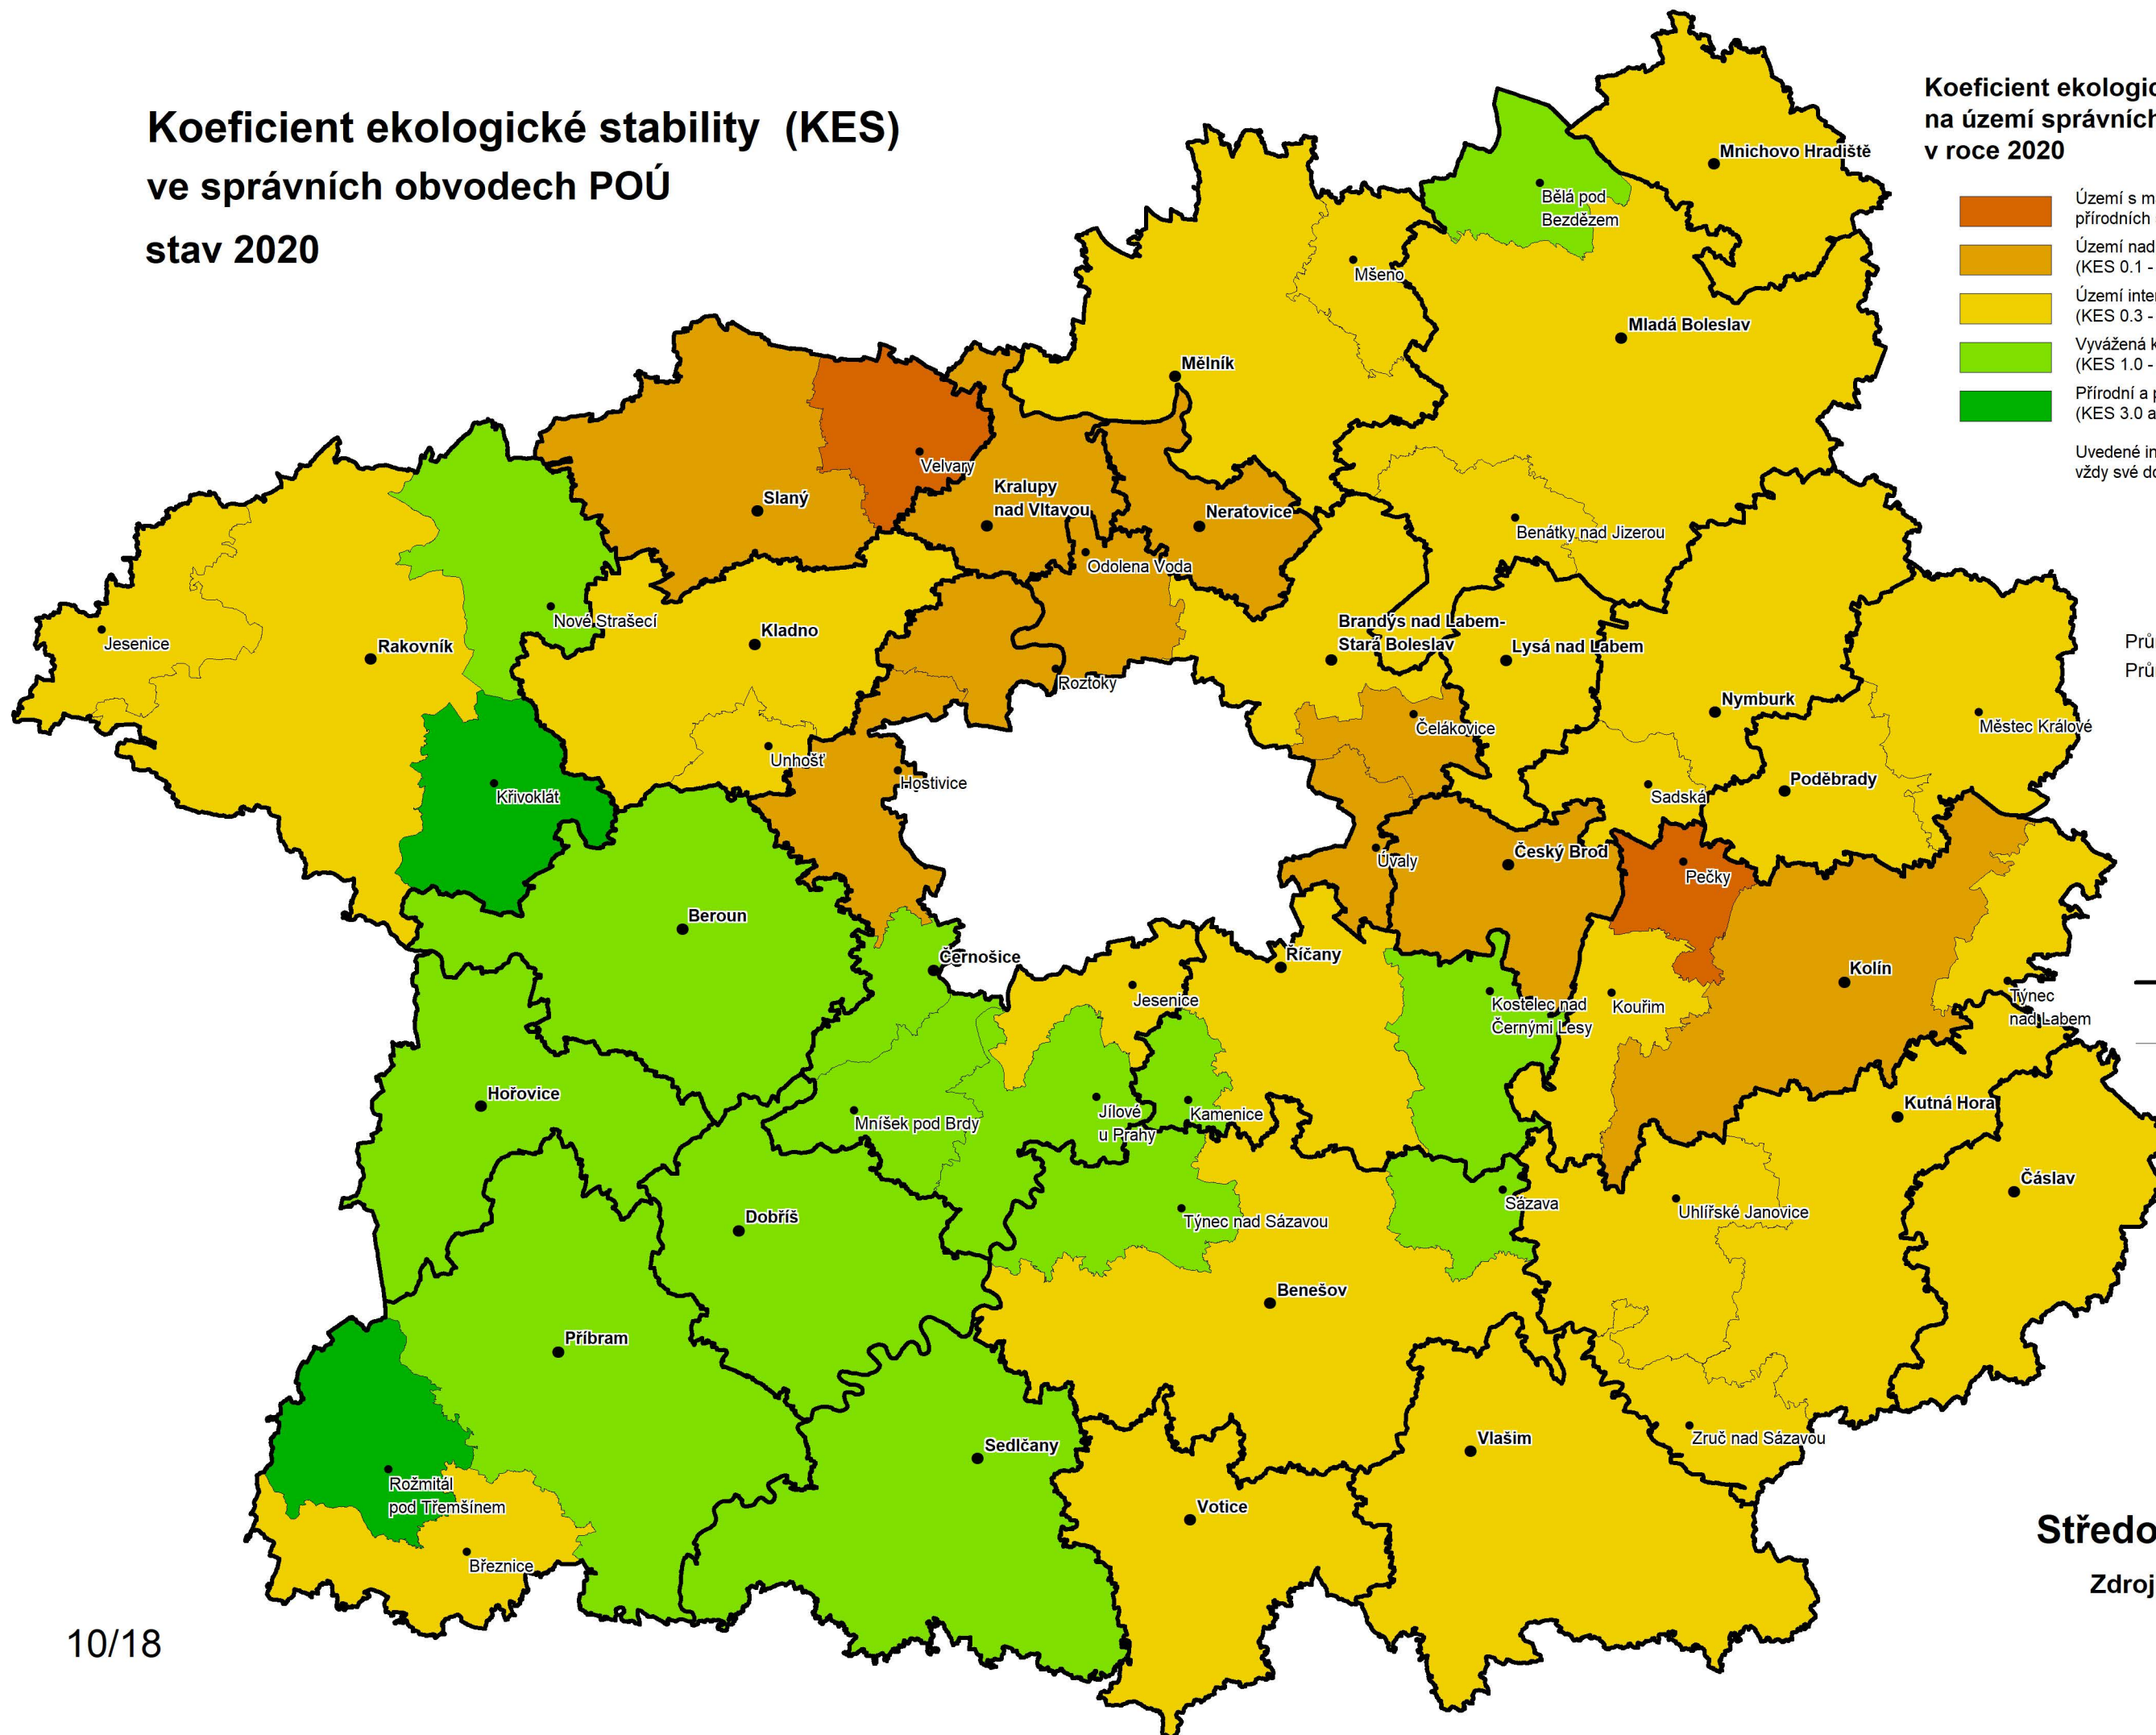 Koeficient ekologické stability (KES)
ve správních obvodech POÚ
stav 2020
Koeficient ekologic
na území správních
v roce 2020
Území s m
přírodních
Území nad
(KES 0.1 -
Území inter
(KES 0.3 -
Vyvážená k
(KES 1.0 -
Přírodní a p
(KES 3.0 a
Uvedené in
vždy své do
Prů
Prů
Mnichovo Hradiště
Bělá pod
Bezdězem
Mšeno
Mladá Boleslav
Mělník
Velvary
Slaný
Kralupy
nad Vltavou
Neratovice
Benátky nad Jizerou
Odolena Voda
Nové Strašecí
Kladno
Brandýs nad Labem-
Stará Boleslav
Lysá nad Labem
Jesenice
Rakovník
Roztoky
Nymburk
Městec Králové
Čelákovice
Unhošť
Hostivice
Křivoklát
Sadská
Poděbrady
Úvaly
Český Brod
Pečky
Beroun
Černošice
Říčany
Kolín
Jesenice
Kostelec nad
Černými Lesy
Kouřim
Týnec
nad Labem
Hořovice
Mníšek pod Brdy
Jílové
u Prahy
Kamenice
Kutná Hora
Čáslav
Dobříš
Týnec nad Sázavou
Sázava
Uhlířské Janovice
Benešov
Příbram
Sedlčany
Vlašim
Zruč nad Sázavou
Rožmitál
pod Třemšínem
Votice
Březnice
Středo
Zdroj
10/18